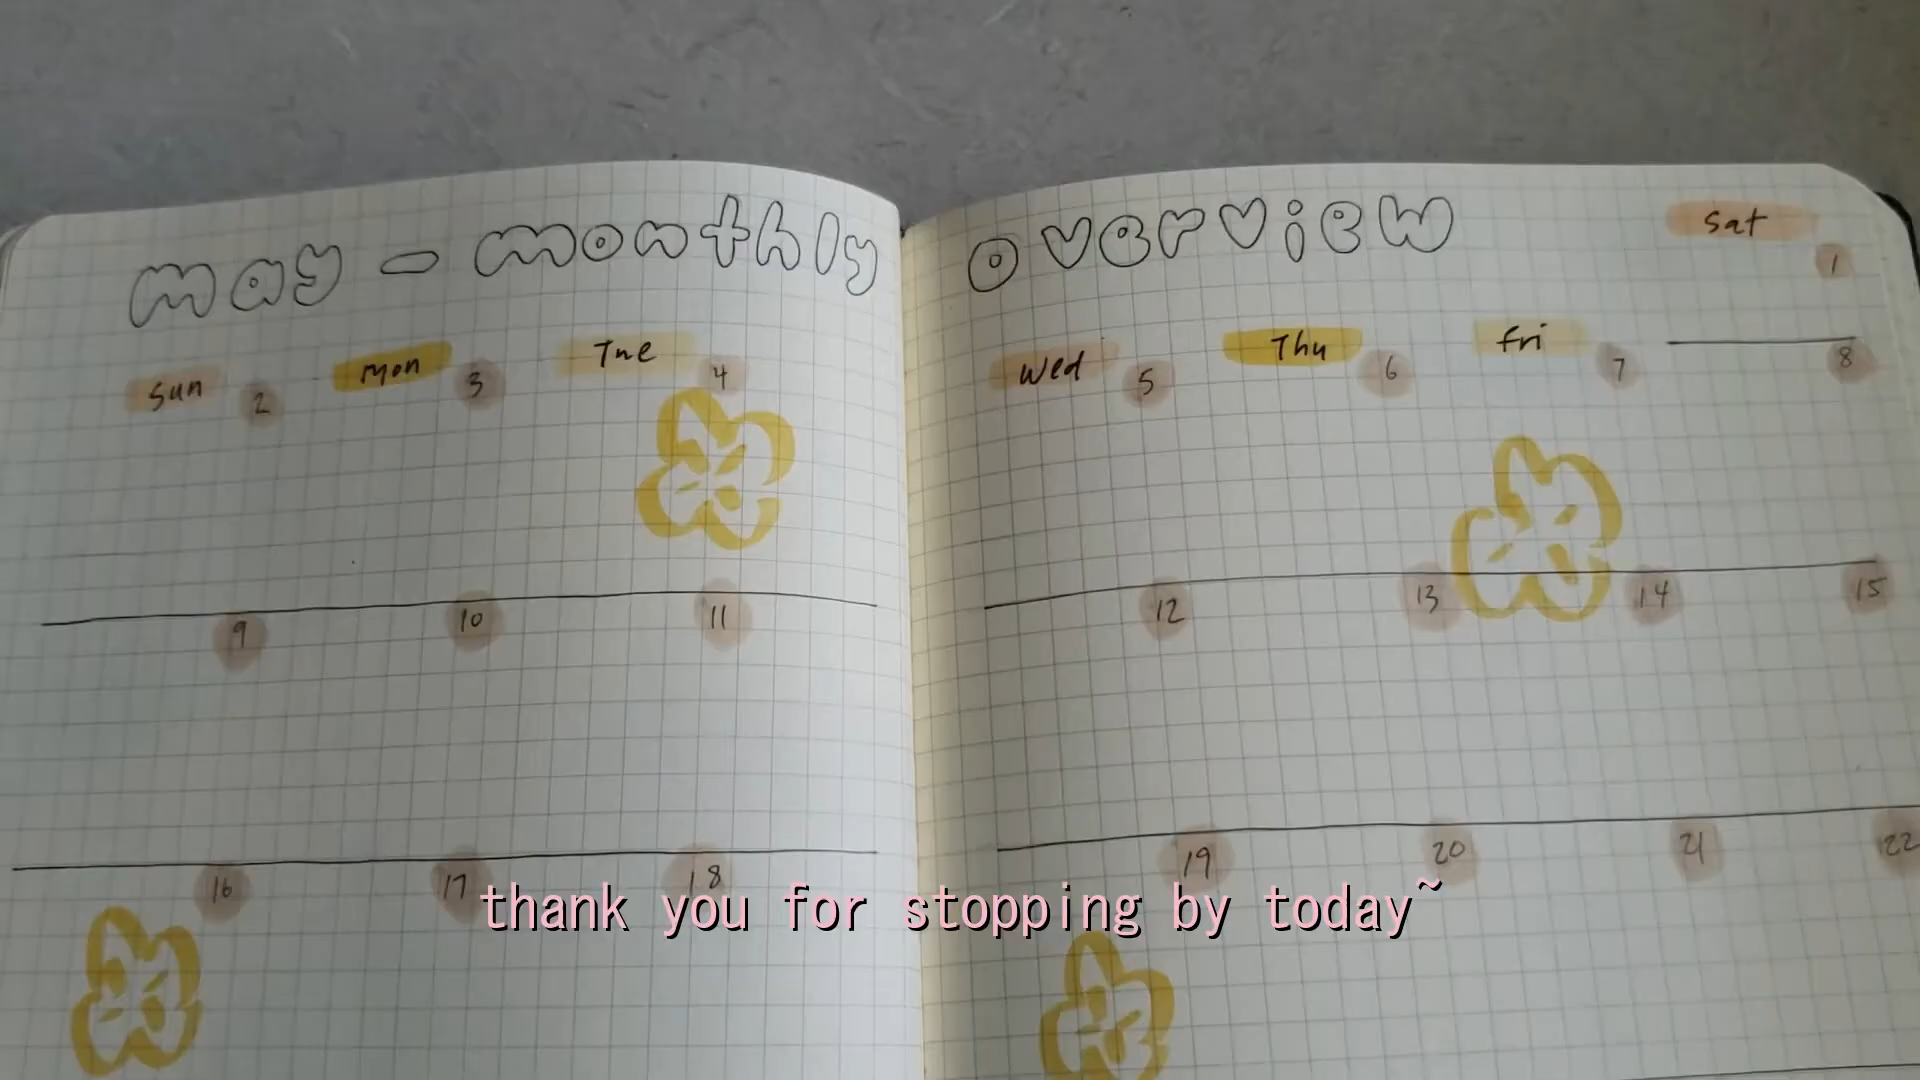 may - monthly overview
Sat
1
Sun 2 Mon 3 Tue 4 Wed 5 Thu 6 Fri 7 8
9 10 11 12 13 14 15
16 17 18 19 20 21 22
thank you for stopping by today~